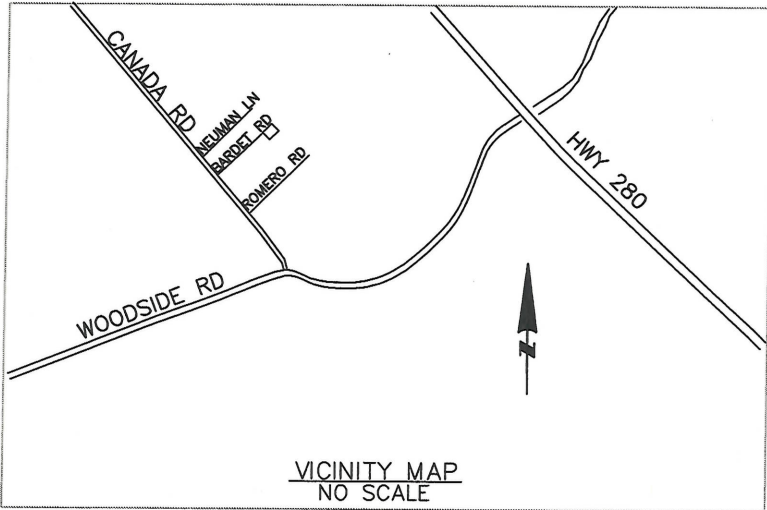 CANADA RD
NEUMAN LN
BARDET RD
ROMERO RD
HWY 280
WOODSIDE RD
N
VICINITY MAP
NO SCALE